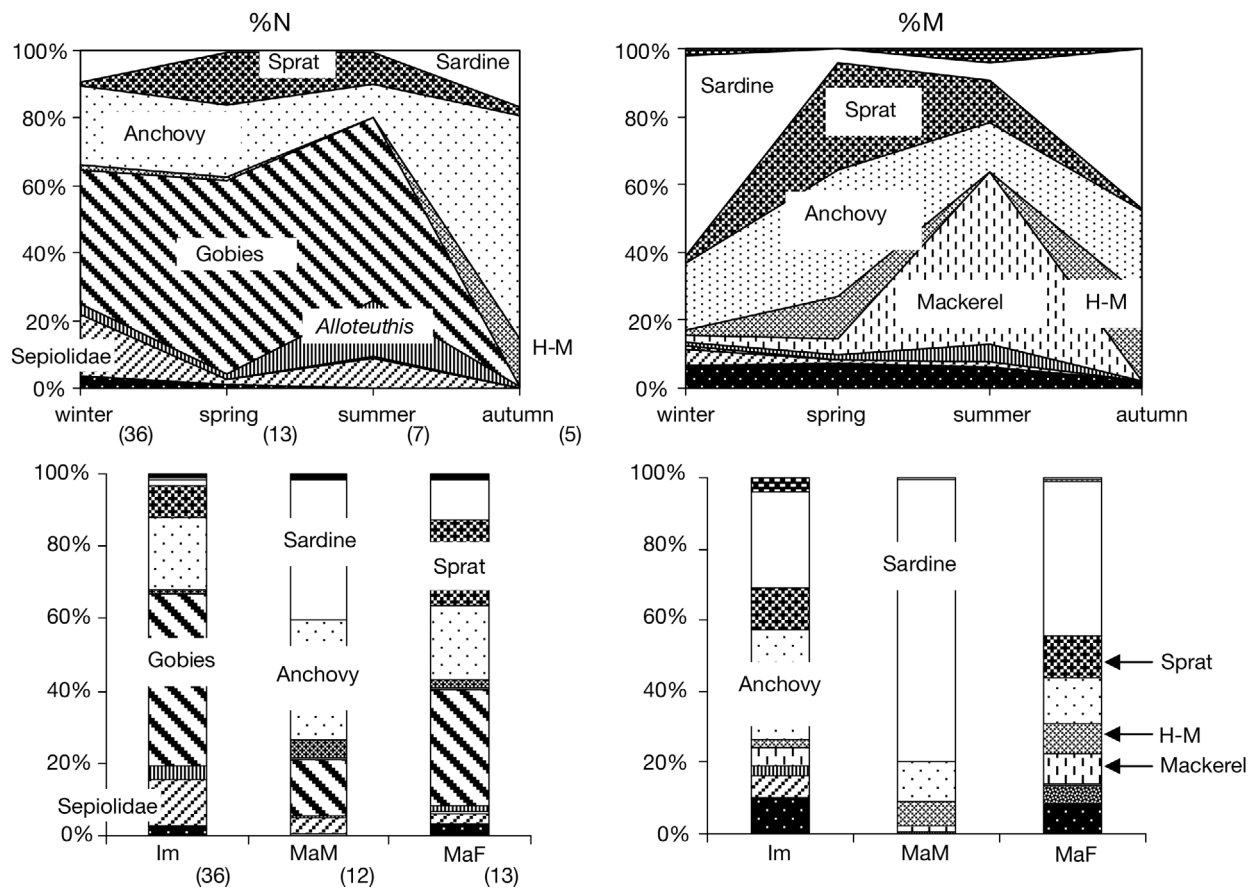 %N
100%
80%
60%
40%
20%
0%
Sprat
Sardine
Anchovy
Gobies
Alloteuthis
Sepiolidae
H-M
winter
spring
summer
autumn
(36)
(13)
(7)
(5)
%M
100%
80%
60%
40%
20%
0%
Sardine
Sprat
Anchovy
Mackerel
H-M
winter
spring
summer
autumn
100%
80%
60%
40%
20%
0%
Sardine
Sprat
Gobies
Anchovy
Sepiolidae
Im
MaM
MaF
(36)
(12)
(13)
100%
80%
60%
40%
20%
0%
Sardine
Anchovy
Sprat
H-M
Mackerel
Im
MaM
MaF